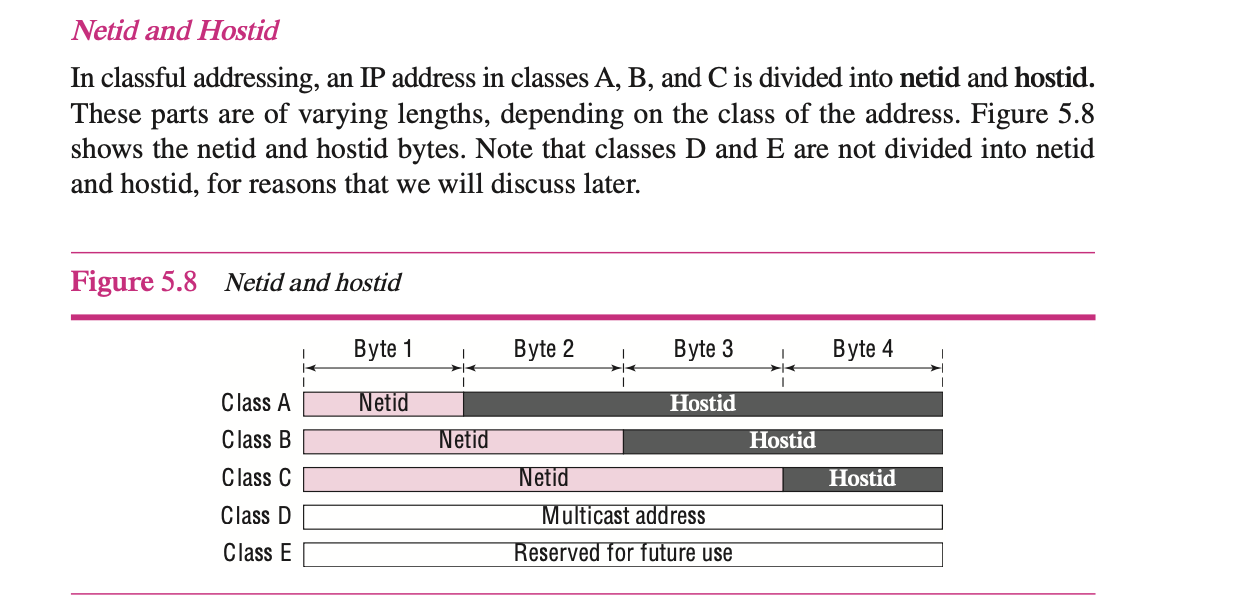 Netid and Hostid
In classful addressing, an IP address in classes A, B, and C is divided into netid and hostid.
These parts are of varying lengths, depending on the class of the address. Figure 5.8
shows the netid and hostid bytes. Note that classes D and E are not divided into netid
and hostid, for reasons that we will discuss later.
Figure 5.8 Netid and hostid
Byte 1 Byte 2 Byte 3 Byte 4
Class A Netid Hostid
Class B Netid Hostid
Class C Netid Hostid
Class D Multicast address
Class E Reserved for future use